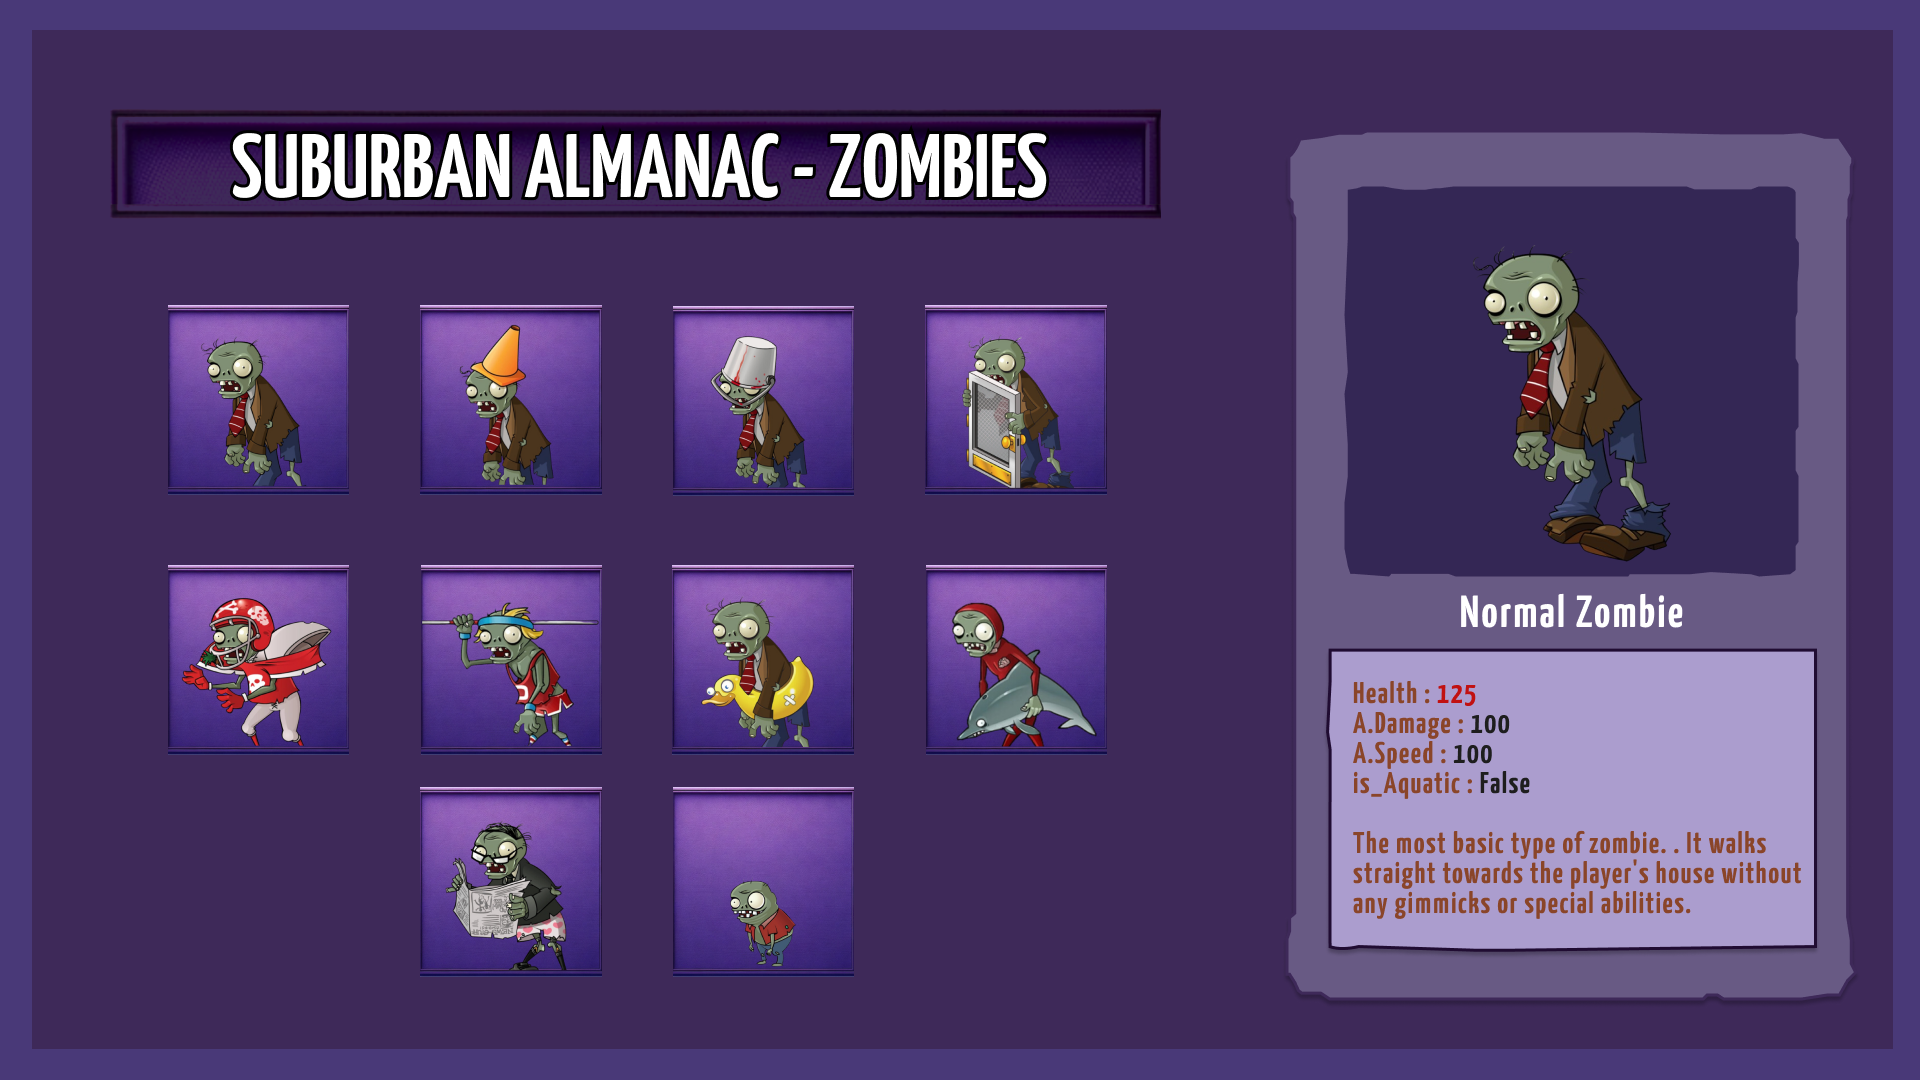 SUBURBAN ALMANAC - ZOMBIES
Normal Zombie
Health : 125
A.Damage : 100
A.Speed : 100
is_Aquatic : False
The most basic type of zombie. . It walks
straight towards the player's house without
any gimmicks or special abilities.